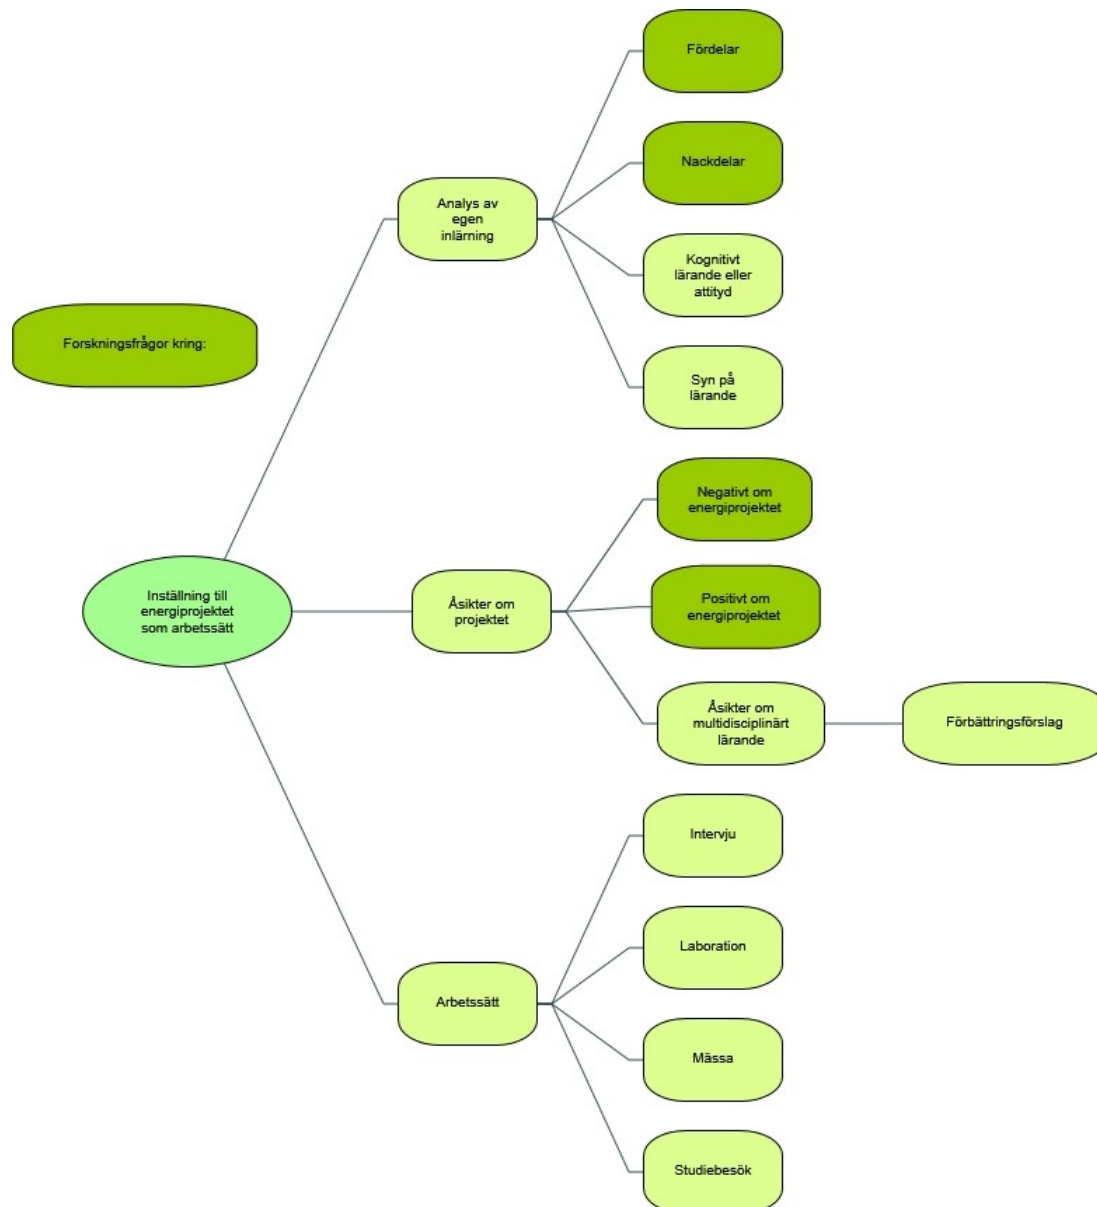 Fördelar
Nackdelar
Analys av
egen
inlärning
Kognitivt
lärande eller
attityd
Forskningsfrågor kring:
Syn på
lärande
Negativt om
energiprojektet
Inställning till
energiprojektet
som arbetssätt
Åsikter om
projektet
Positivt om
energiprojektet
Åsikter om
multidisciplinärt
lärande
Förbättringsförslag
Intervju
Laboration
Arbetssätt
Mässa
Studiebesök